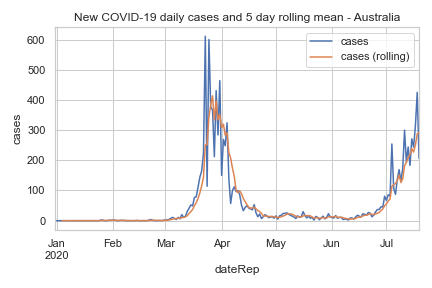 New COVID-19 daily cases and 5 day rolling mean - Australia
cases
cases (rolling)
600
500
400
300
200
100
0
cases
Jan Feb Mar Apr May Jun Jul
2020
dateRep